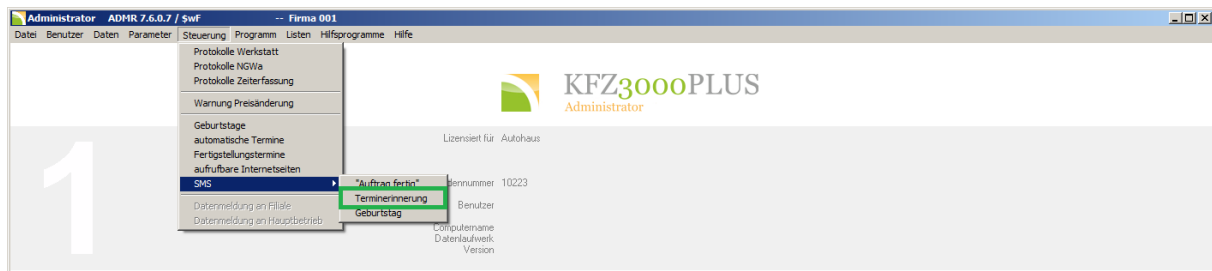 Administrator ADMR 7.6.0.7 / $wF -- Firma 001
Datei Benutzer Daten Parameter Steuerung Programm Listen Hilfsprogramme Hilfe
Protokolle Werkstatt
Protokolle NGWa
Protokolle Zeiterfassung
Warnung Preisänderung
Geburtstage
automatische Termine
Fertigstellungstermine
aufrufbare Internetseiten
SMS
Datenmeldung an Filiale
Datenmeldung an Hauptbetrieb
"Auftrag fertig"
Terminerinnerung
Geburtstag
KFZ3000PLUS
Administrator
1
Lizensiert für Autohaus
dennummer 10223
Benutzer
Computername
Datenlaufwerk
Version